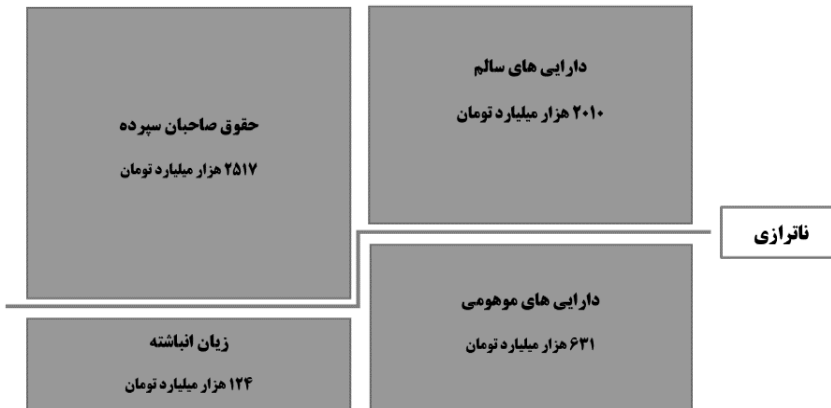 دارایی های سالم
۲۰۱۰ هزار میلیارد تومان
حقوق صاحبان سپرده
۲۵۱۷ هزار میلیارد تومان
ناترازی
دارایی های موهومی
۶۳۱ هزار میلیارد تومان
زیان انباشته
۱۲۴ هزار میلیارد تومان